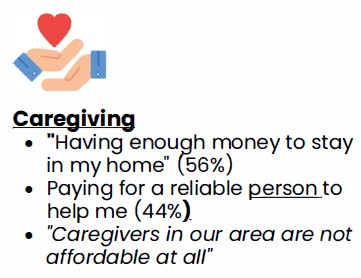 Caregiving
• "Having enough money to stay
in my home" (56%)
• Paying for a reliable person to
help me (44%)
• "Caregivers in our area are not
affordable at all"